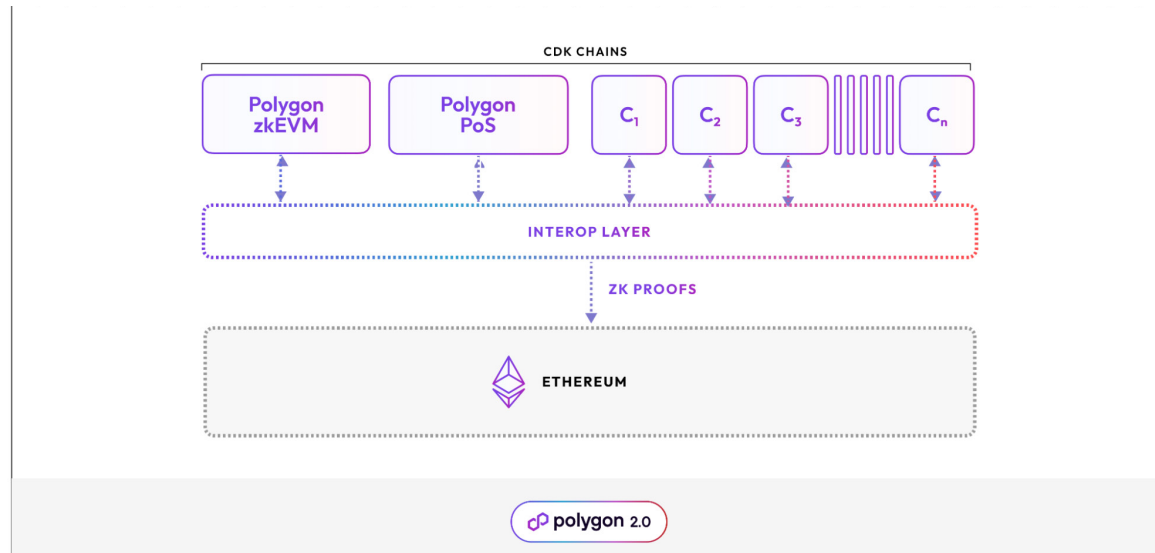 CDK CHAINS
Polygon
zkEVM
Polygon
PoS
C₁
C₂
C₃
Cₙ
INTEROP LAYER
ZK PROOFS
ETHEREUM
polygon 2.0